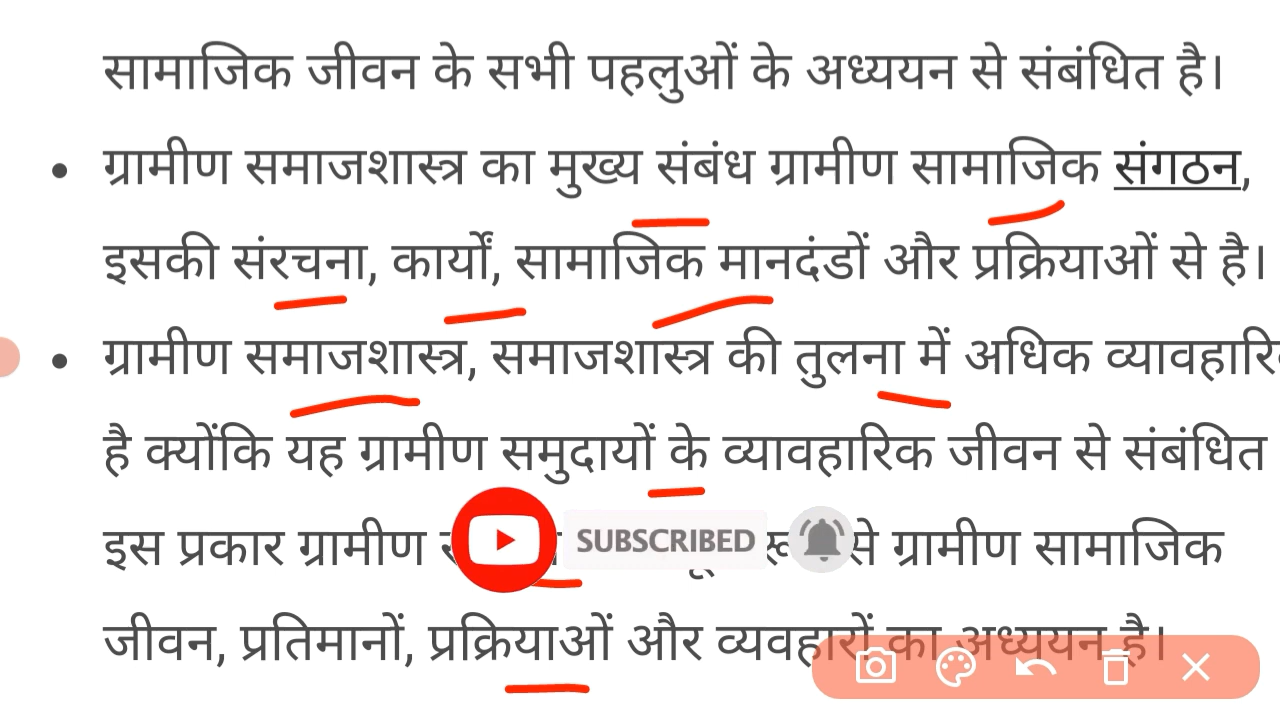 सामाजिक जीवन के सभी पहलुओं के अध्ययन से संबंधित है।
• ग्रामीण समाजशास्त्र का मुख्य संबंध ग्रामीण सामाजिक संगठन,
इसकी संरचना, कार्यों, सामाजिक मानदंडों और प्रक्रियाओं से है।
• ग्रामीण समाजशास्त्र, समाजशास्त्र की तुलना में अधिक
है क्योंकि यह ग्रामीण समुदायों के व्यावहारिक जीवन से संबंधित
इस प्रकार ग्रामीण SUBSCRIBED से ग्रामीण सामाजिक
जीवन, प्रतिमानों, प्रक्रियाओं और व्यवहारों का अध्ययन है।